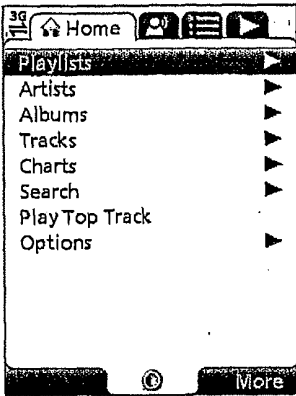 3G
Home
Playlists
Artists
Albums
Tracks
Charts
Search
Play Top Track
Options
More